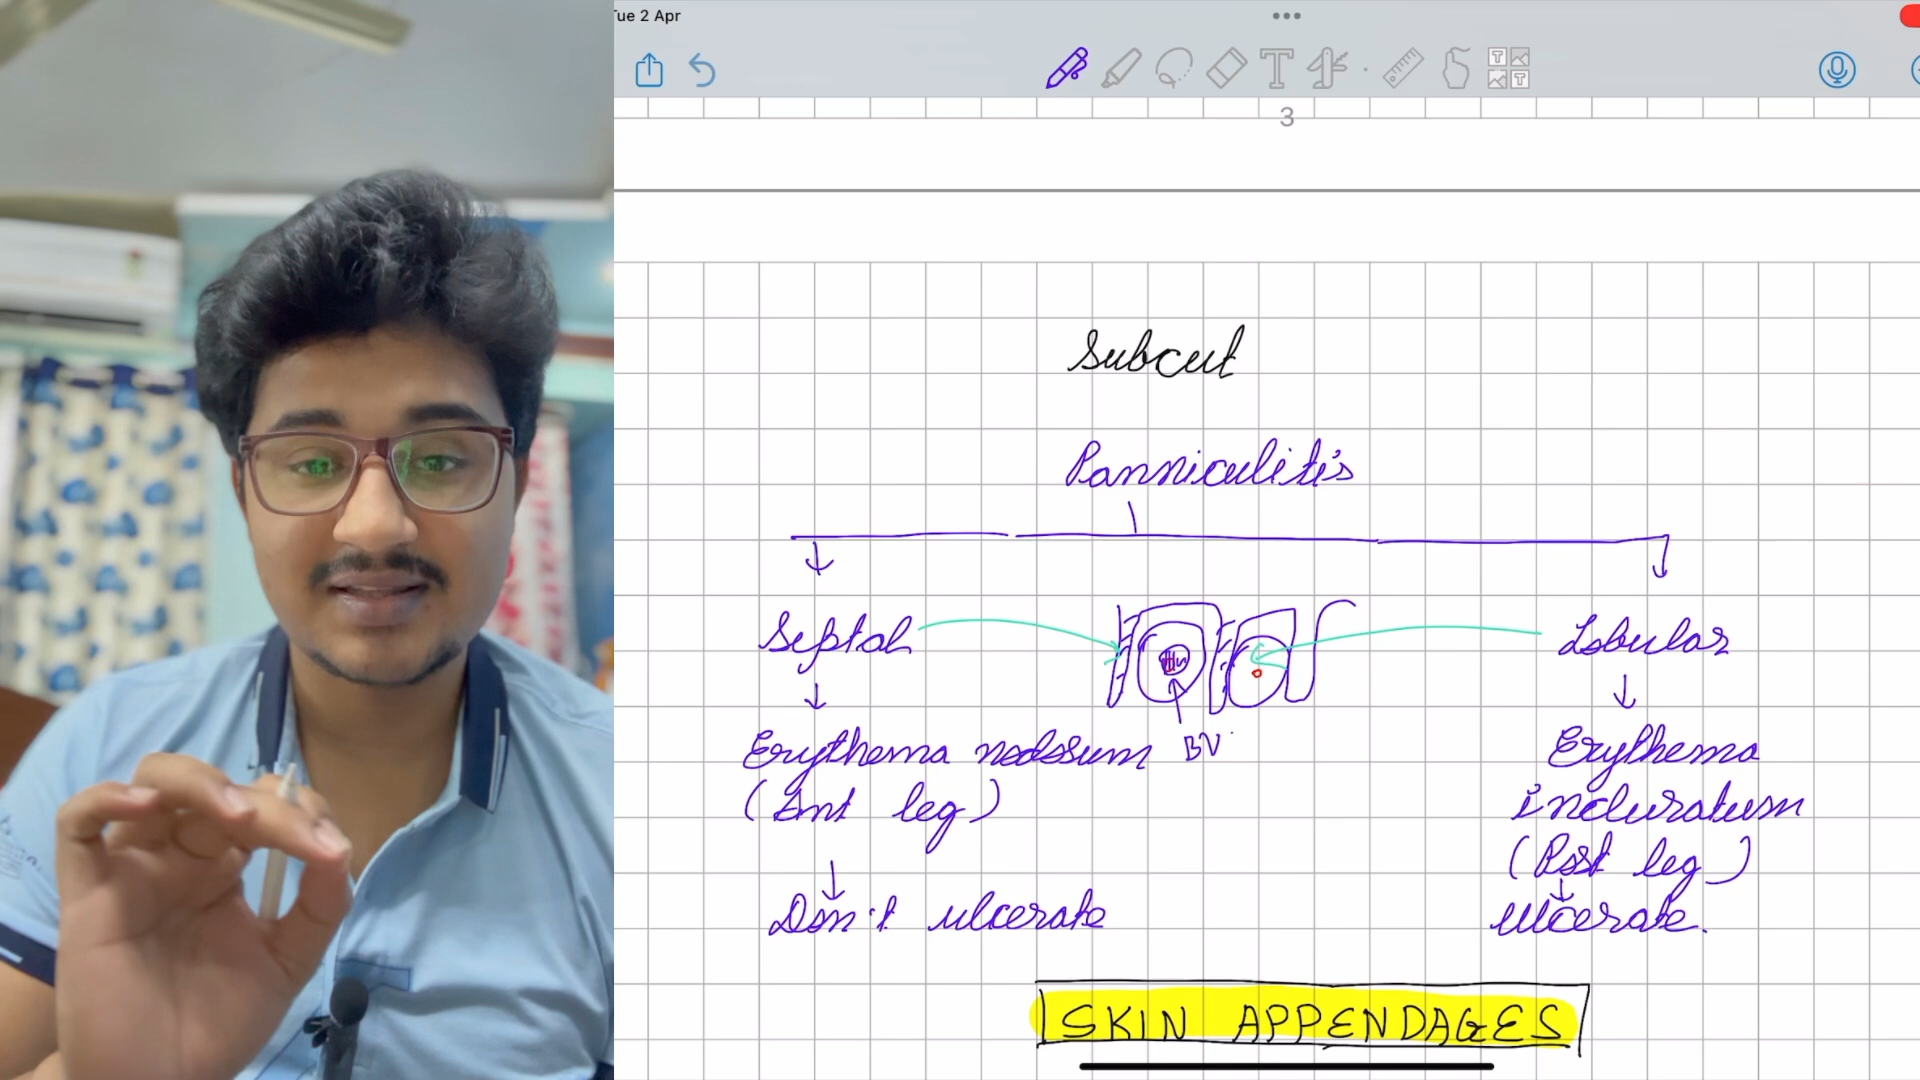 Tue 2 Apr
3
Subcut
Panniculitis
Septal
Lobular
Erythema nodosum
BV
(Ant leg)
Don't ulcerate
Erythema
induratum
(Post leg)
Ulcerate.
SKIN APPENDAGES